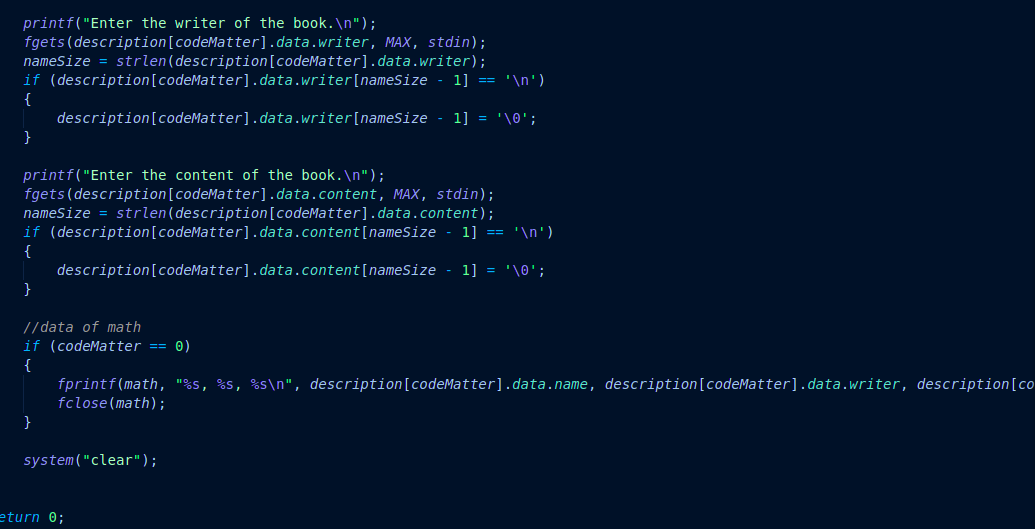 printf("Enter the writer of the book.\n");
fgets(description[codeMatter].data.writer, MAX, stdin);
nameSize = strlen(description[codeMatter].data.writer);
if (description[codeMatter].data.writer[nameSize - 1] == '\n')
{
description[codeMatter].data.writer[nameSize - 1] = '\0';
}
printf("Enter the content of the book.\n");
fgets(description[codeMatter].data.content, MAX, stdin);
nameSize = strlen(description[codeMatter].data.content);
if (description[codeMatter].data.content[nameSize - 1] == '\n')
{
description[codeMatter].data.content[nameSize - 1] = '\0';
}
//data of math
if (codeMatter == 0)
{
fprintf(math, "%s, %s, %s\n", description[codeMatter].data.name, description[codeMatter].data.writer, description[co
fclose(math);
}
system("clear");
eturn 0;